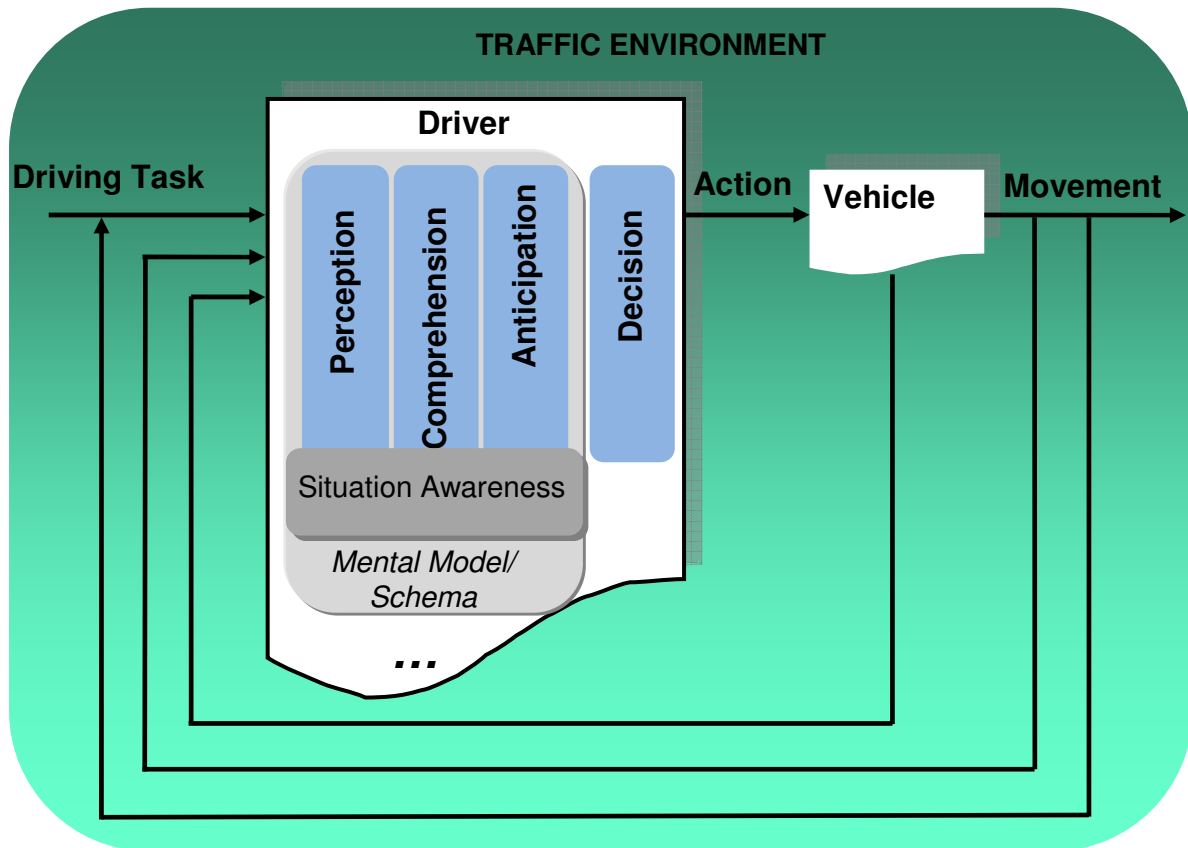 TRAFFIC ENVIRONMENT
Driver
Driving Task
Perception
Comprehension
Anticipation
Decision
Action
Vehicle
Movement
Situation Awareness
Mental Model/
Schema
...